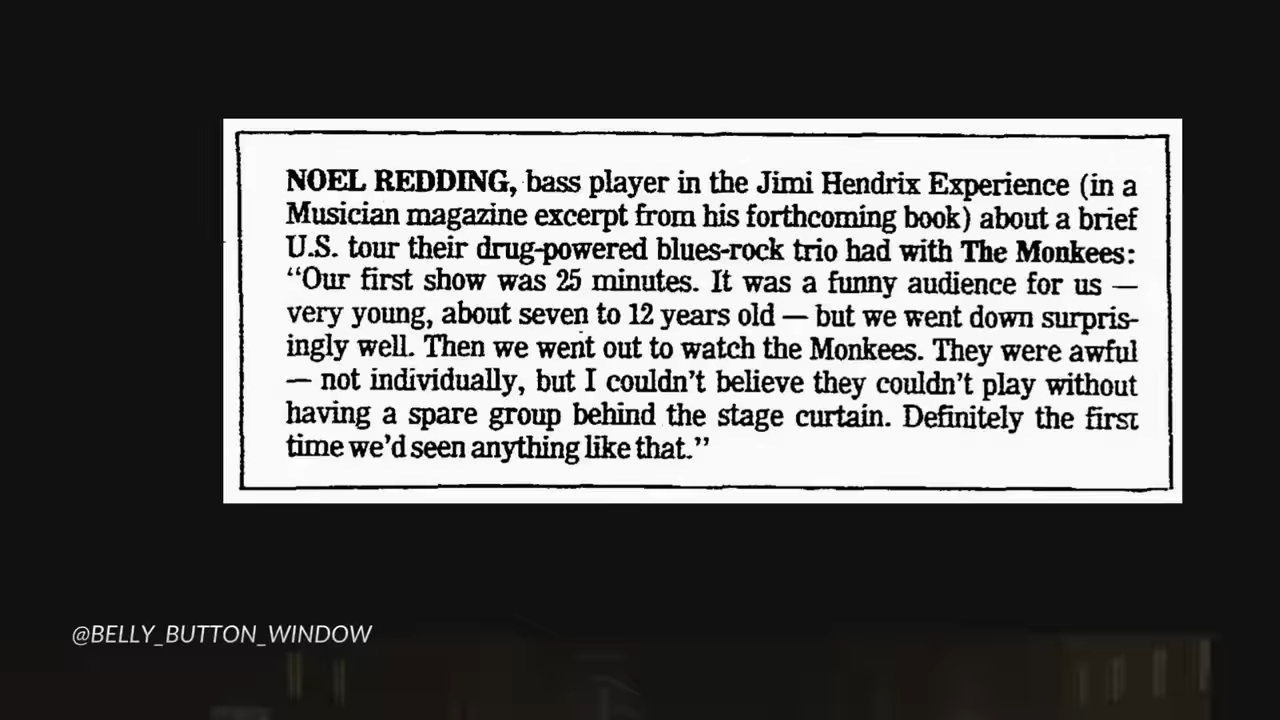 NOEL REDDING, bass player in the Jimi Hendrix Experience (in a
Musician magazine excerpt from his forthcoming book) about a brief
U.S. tour their drug-powered blues-rock trio had with The Monkees:
“Our first show was 25 minutes. It was a funny audience for us —
very young, about seven to 12 years old — but we went down surpris-
ingly well. Then we went out to watch the Monkees. They were awful
— not individually, but I couldn’t believe they couldn’t play without
having a spare group behind the stage curtain. Definitely the first
time we’d seen anything like that.”
@BELLY_BUTTON_WINDOW